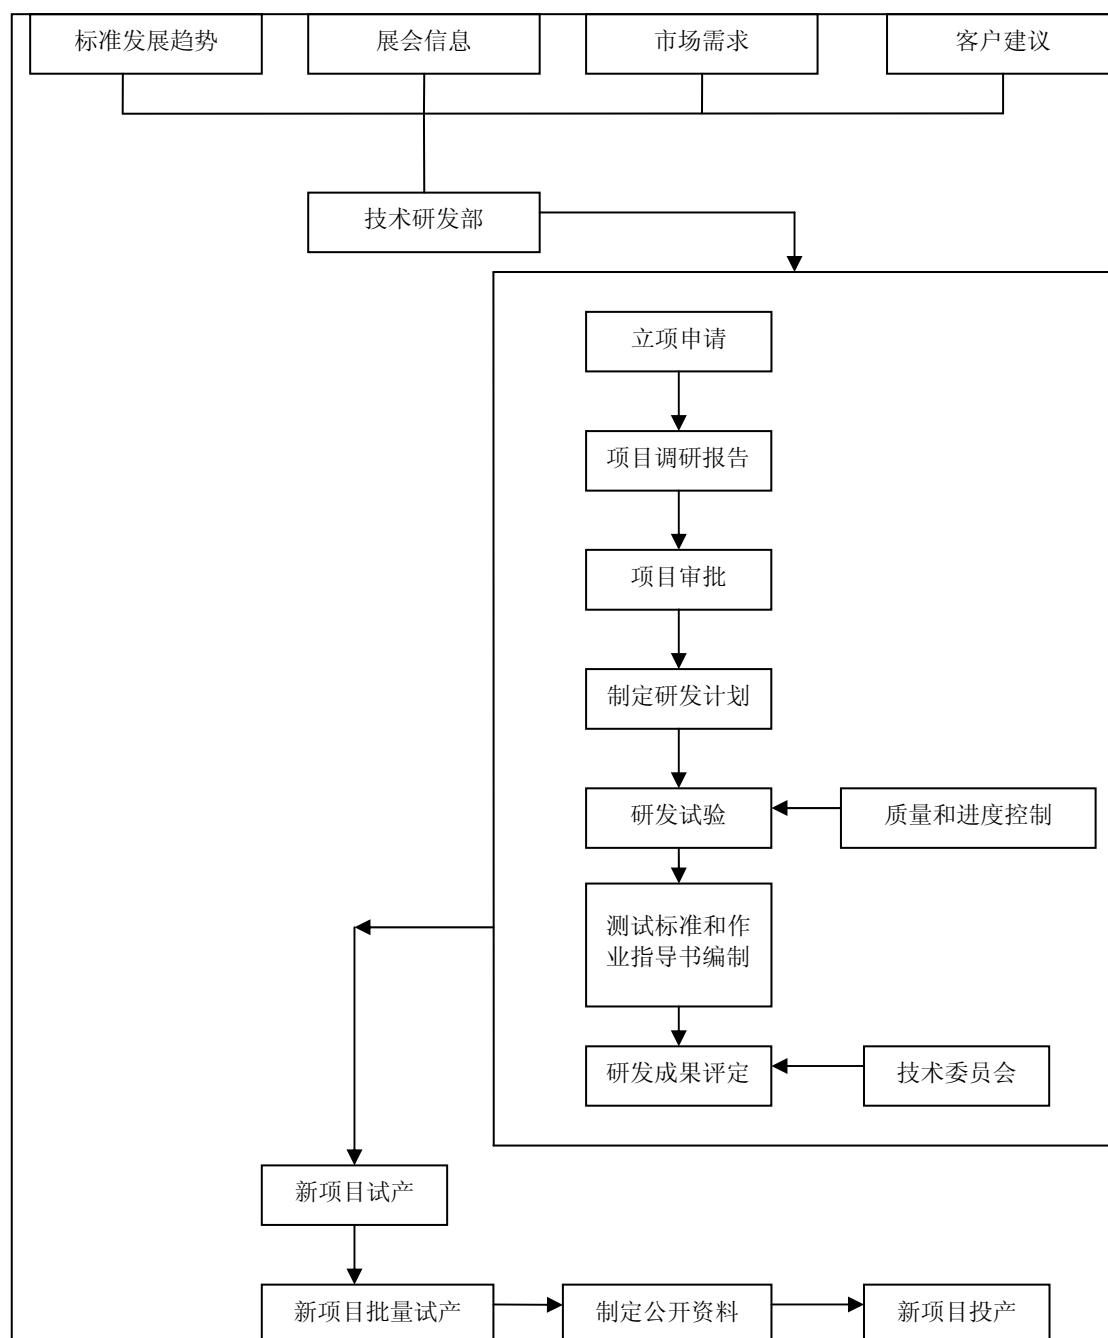 标准发展趋势
展会信息
市场需求
客户建议
技术研发部
立项申请
项目调研报告
项目审批
制定研发计划
研发试验
质量和进度控制
测试标准和作
业指导书编制
研发成果评定
技术委员会
新项目试产
新项目批量试产
制定公开资料
新项目投产